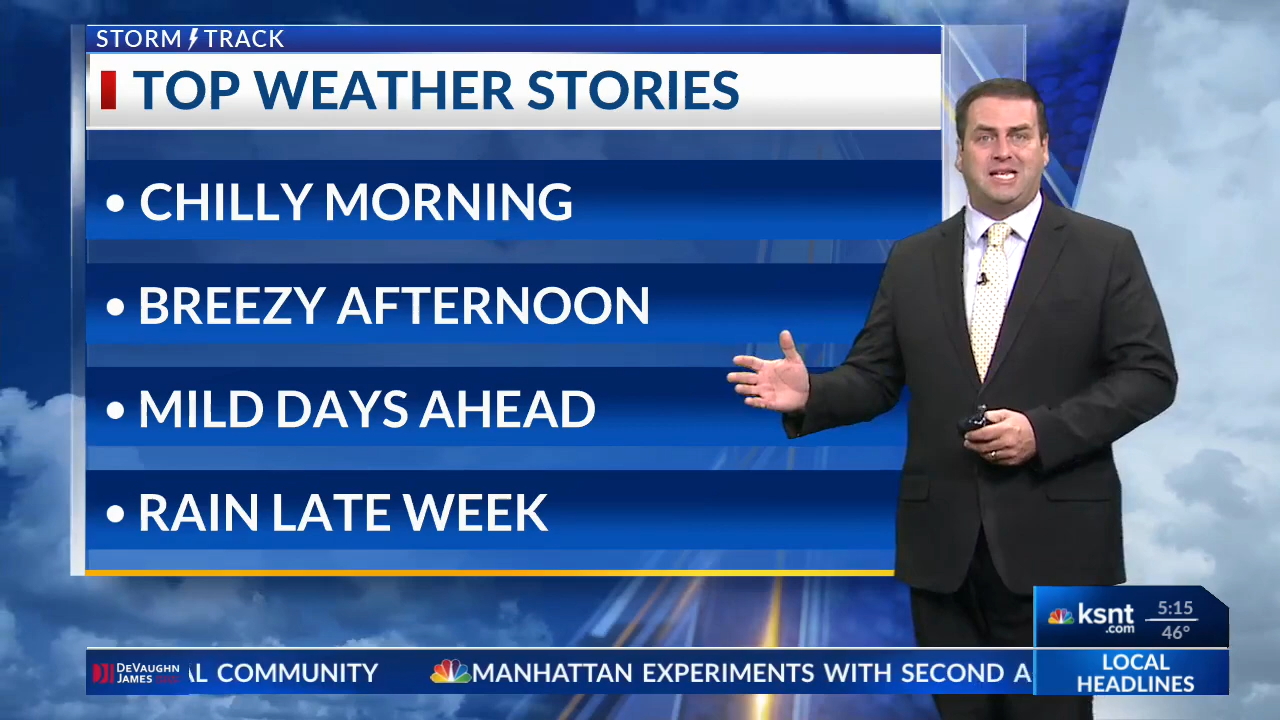 STORM TRACK
TOP WEATHER STORIES
• CHILLY MORNING
• BREEZY AFTERNOON
• MILD DAYS AHEAD
• RAIN LATE WEEK
ksnt
.com
5:15
46°
DEVAUGHN
JAMES
AL COMMUNITY
MANHATTAN EXPERIMENTS WITH SECOND A
LOCAL
HEADLINES